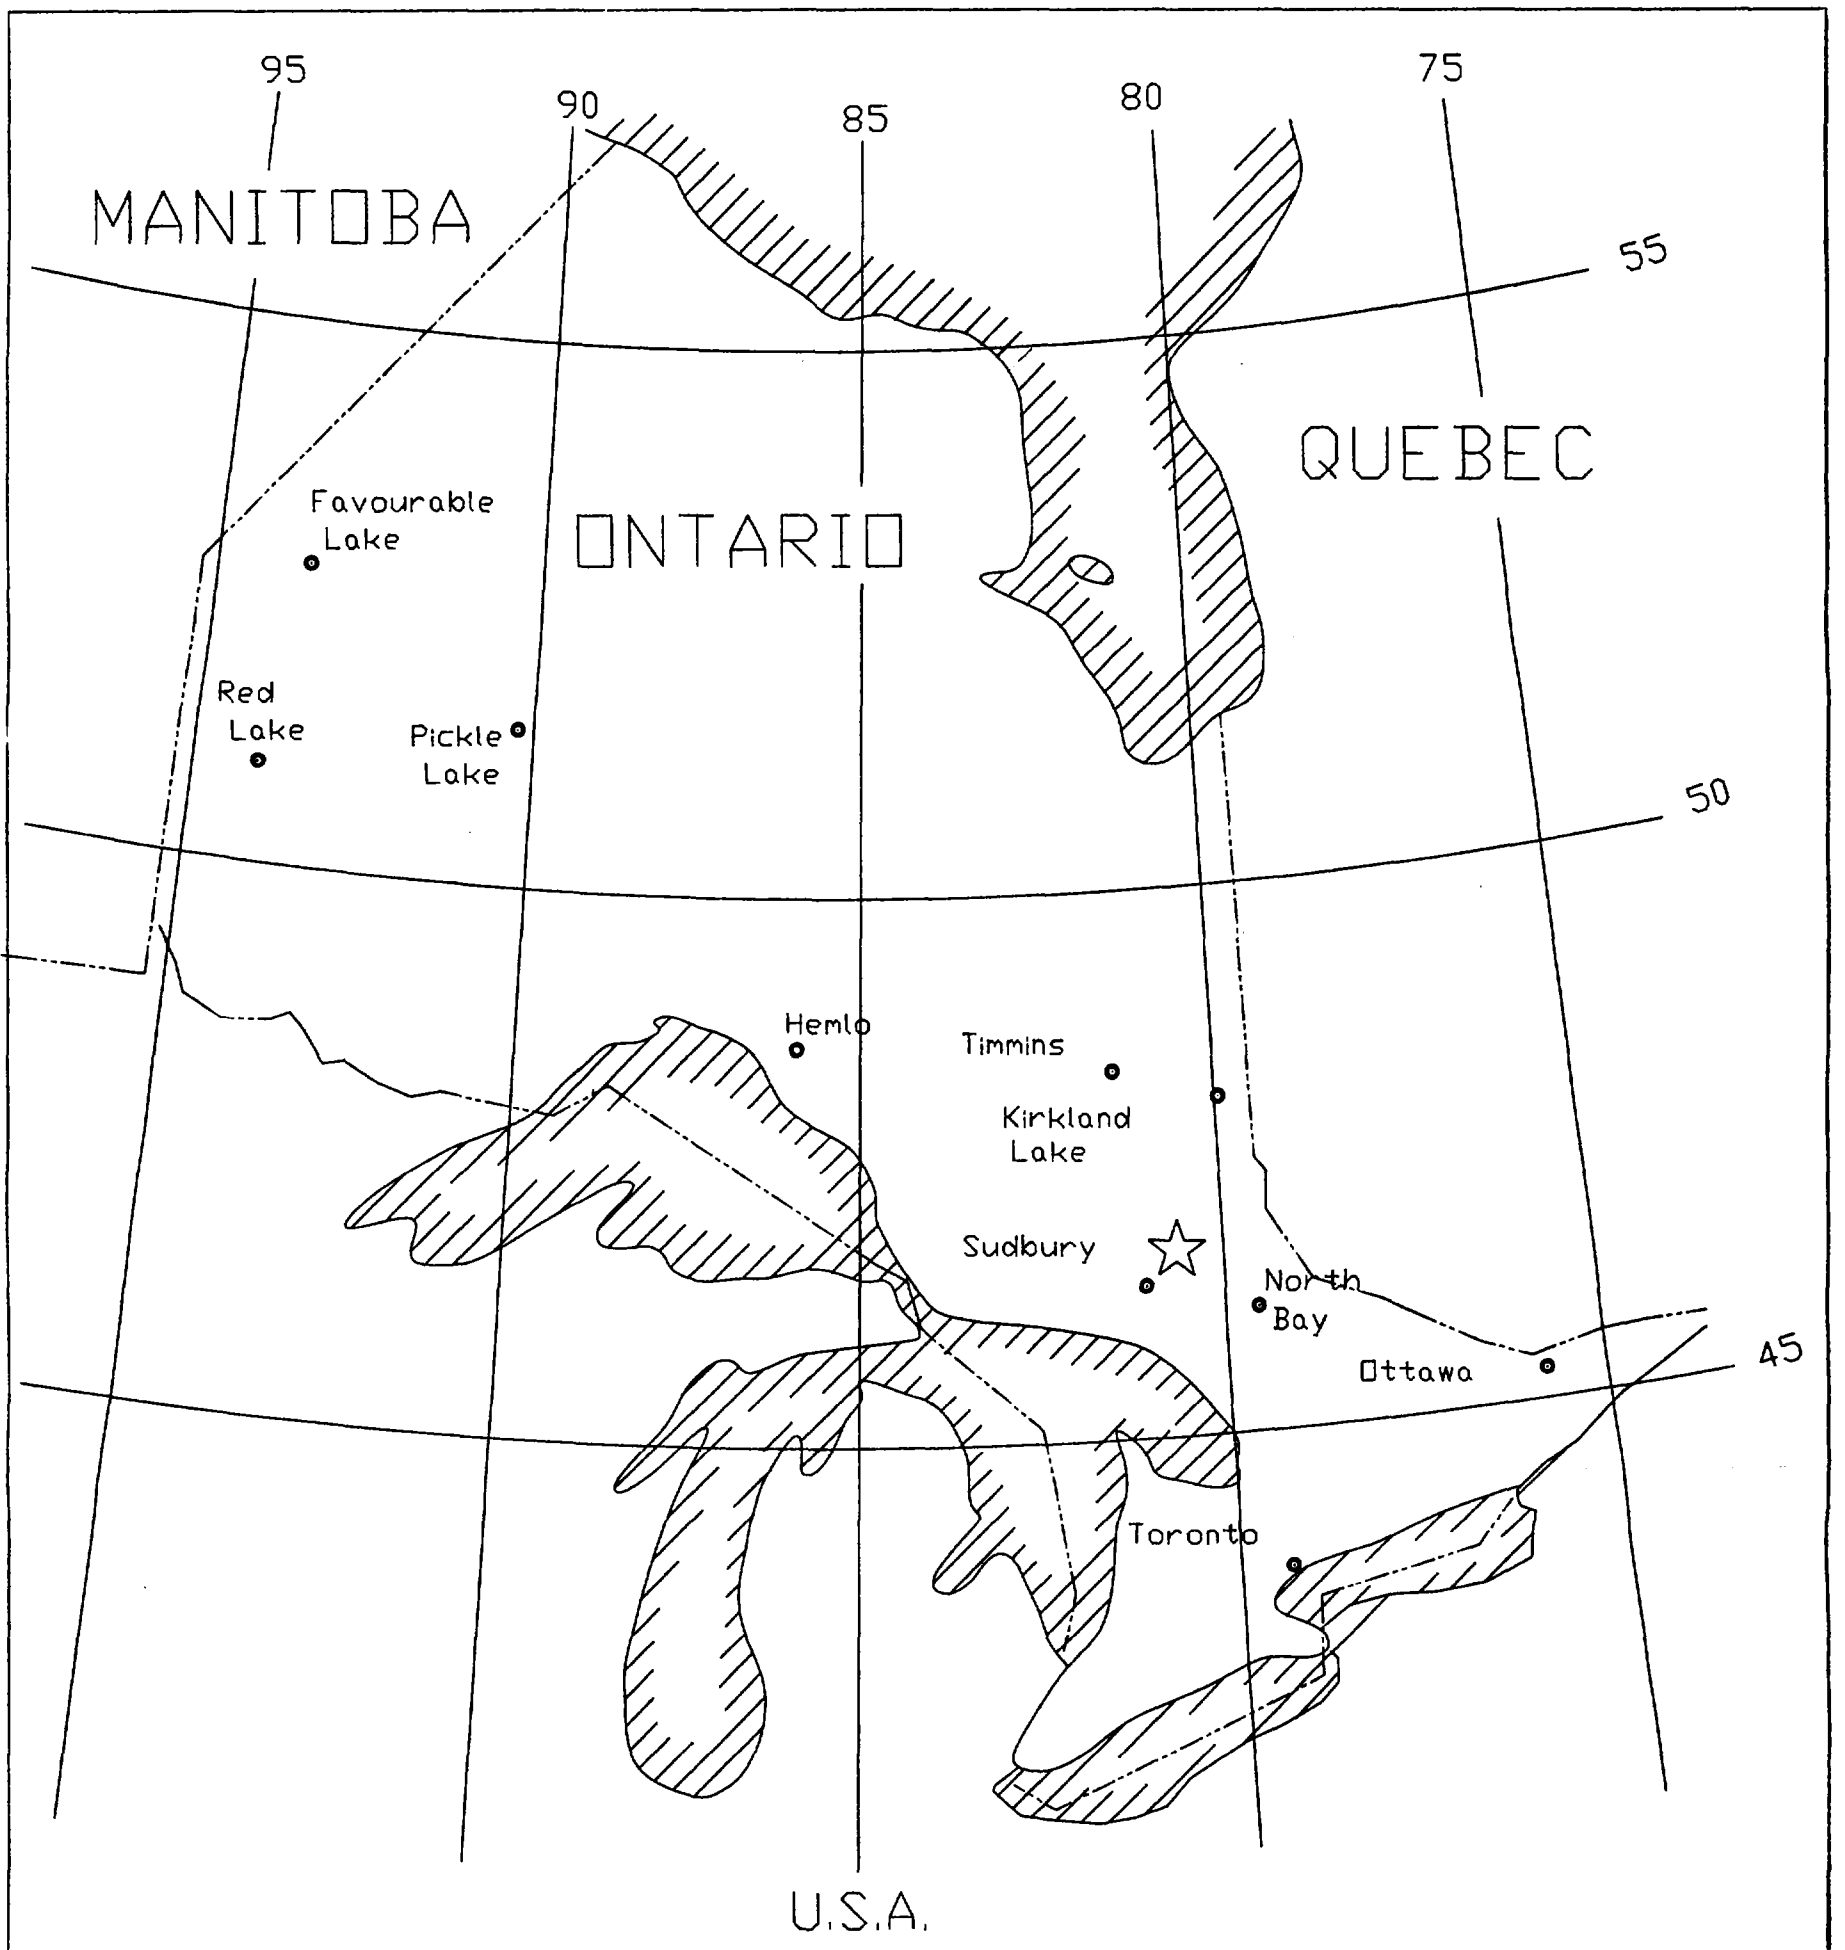 95
90
85
80
75
MANITOBA
55
QUEBEC
Favourable
Lake
ONTARIO
Red
Lake
Pickle
Lake
50
Hemlo
Timmins
Kirkland
Lake
Sudbury
North
Bay
Ottawa
45
Toronto
U.S.A.